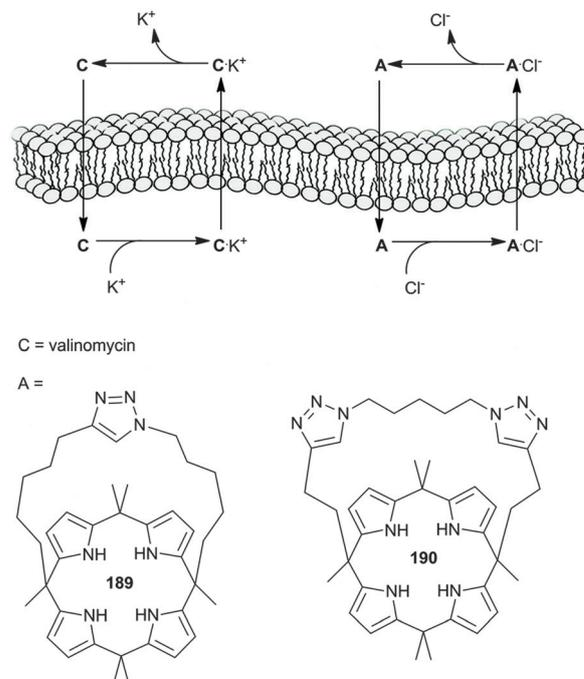 K⁺ Cl⁻
C C·K⁺ A A·Cl⁻
C C·K⁺ A A·Cl⁻
K⁺ Cl⁻
C = valinomycin
A =
N=N
N
N N N N N N
NH HN NH HN
189 190
NH HN NH HN